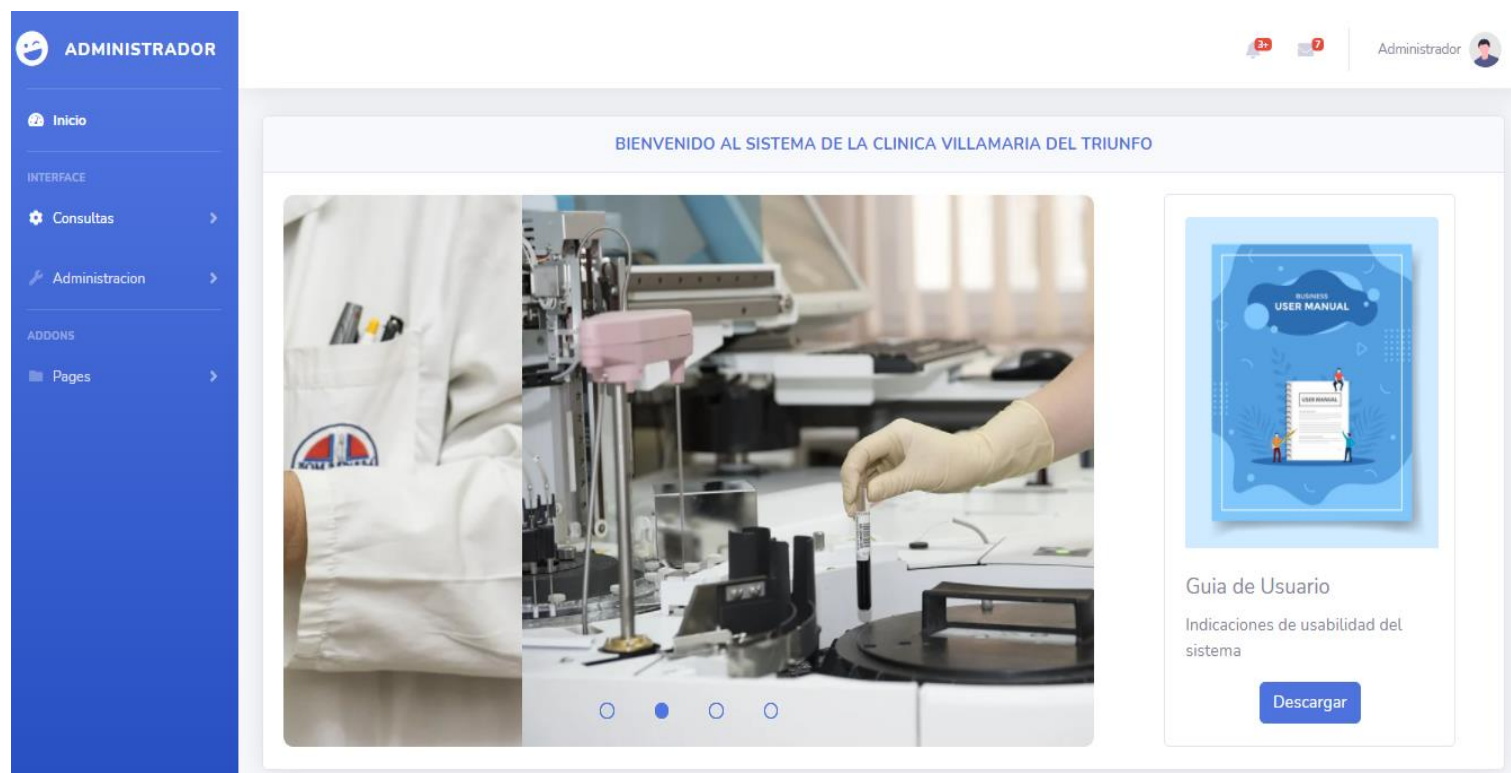 ADMINISTRADOR
3+
7
Administrador
Inicio
INTERFACE
Consultas
Administracion
ADDONS
Pages
BIENVENIDO AL SISTEMA DE LA CLINICA VILLAMARIA DEL TRIUNFO
BUSINESS
USER MANUAL
USER MANUAL
Guia de Usuario
Indicaciones de usabilidad del
sistema
Descargar